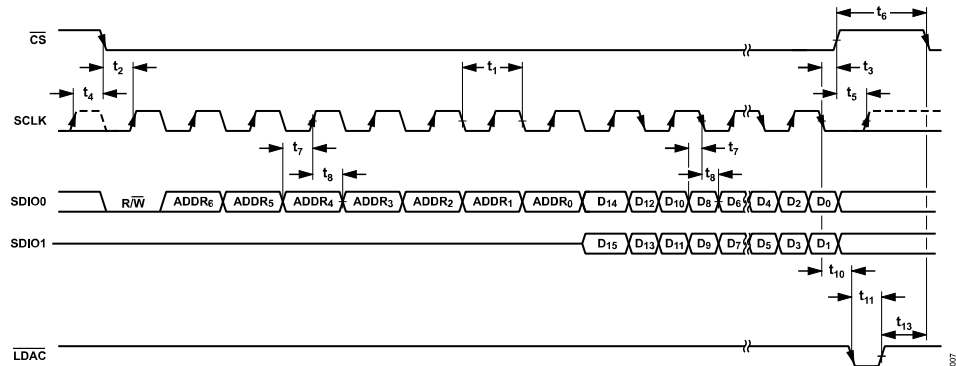 t6
CS
t2
t1
t3
t4
t5
SCLK
t7
t7
t8
t8
SDIO0
R/W
ADDR6
ADDR5
ADDR4
ADDR3
ADDR2
ADDR1
ADDR0
D14
D12
D10
D8
D6
D4
D2
D0
SDIO1
D15
D13
D11
D9
D7
D5
D3
D1
t10
t11
t13
LDAC
007